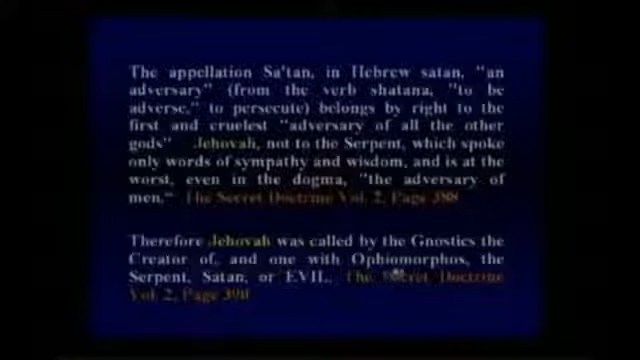 The appellation Sa'tan, in Hebrew satan, "an
adversary" (from the verb shatana, "to be
adverse," to persecute) belongs by right to the
first and cruelest "adversary of all the other
gods" Jehovah, not to the Serpent, which spoke
only words of sympathy and wisdom, and is at the
worst, even in the dogma, "the adversary of
men." The Secret Doctrine Vol. 2, Page 388
Therefore Jehovah was called by the Gnostics the
Creator of, and one with Ophiomorphos, the
Serpent, Satan, or EVIL. The Secret Doctrine
Vol. 2, Page 390